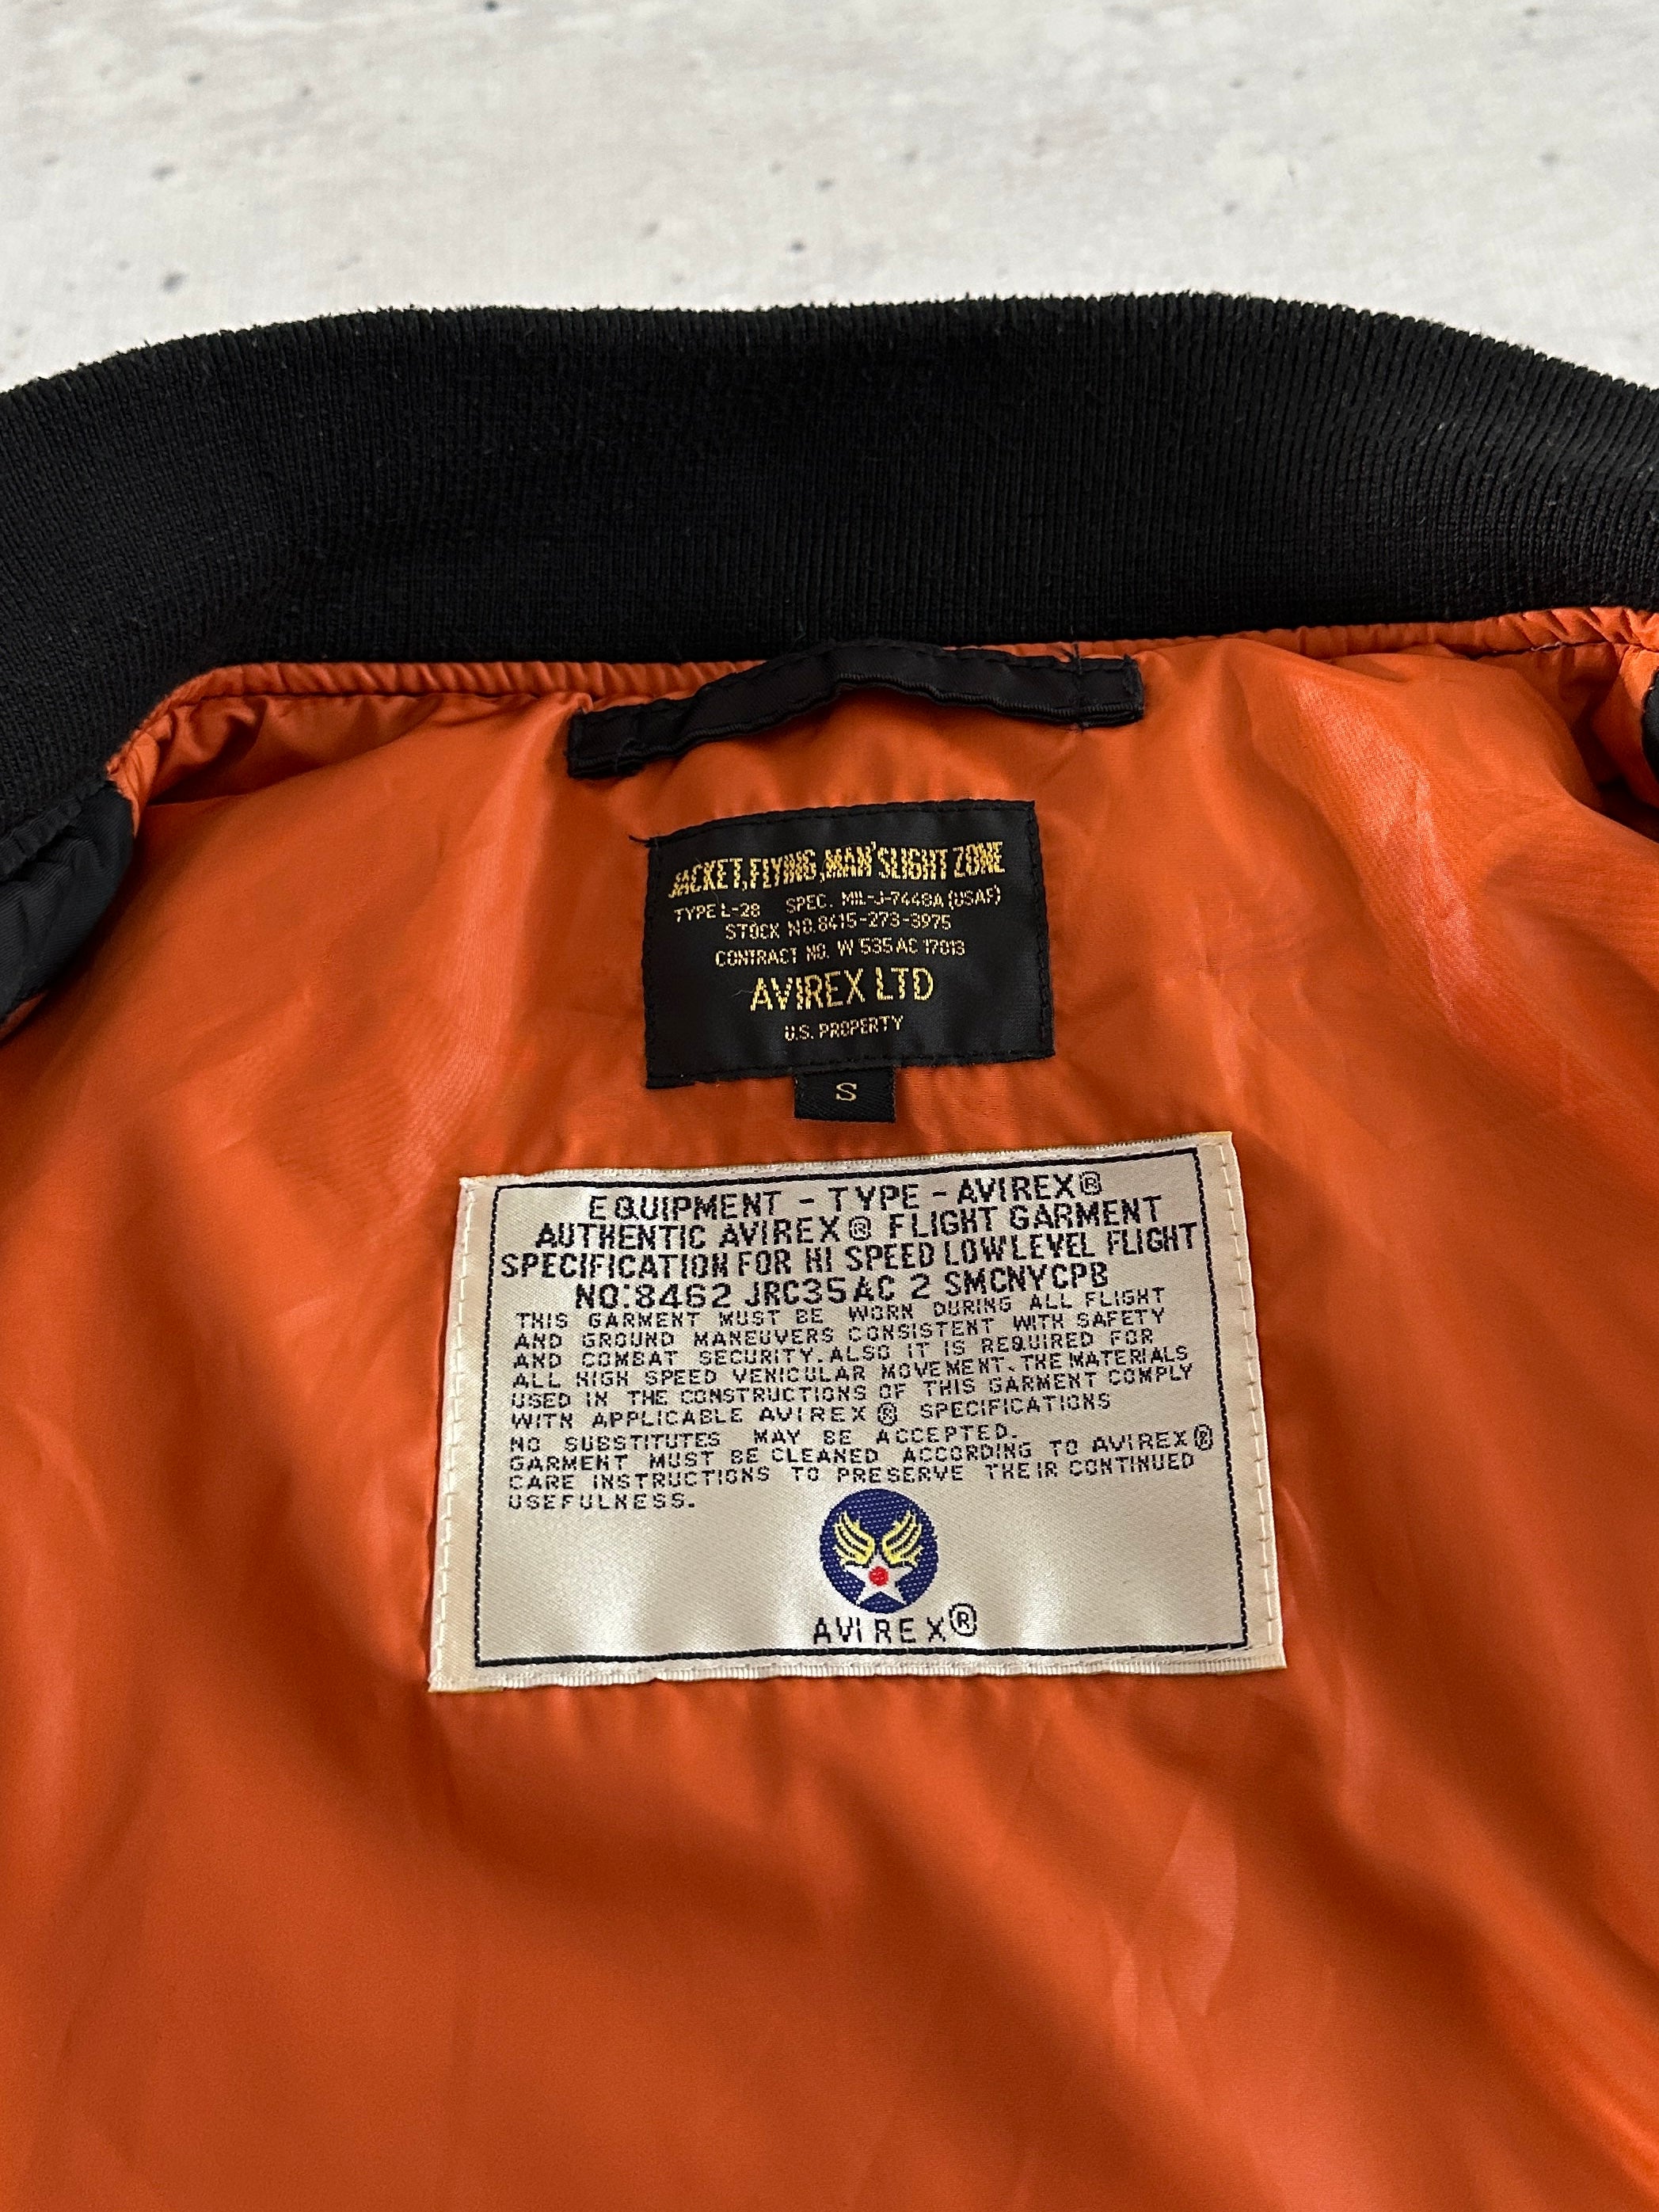 JACKET,FLYING,MAN'SLIGHT ZONE
TYPE L-2B SPEC. MIL-J-7448A (USAF)
STOCK NO.8415-273-3975
CONTRACT NO. W 535 AC 17013
AVIREX LTD
U.S. PROPERTY
S
EQUIPMENT - TYPE - AVIREX®
AUTHENTIC AVIREX® FLIGHT GARMENT
SPECIFICATION FOR HI SPEED LOW LEVEL FLIGHT
NO:8462 JRC35AC 2 SMCNYCPB
THIS GARMENT MUST BE WORN DURING ALL FLIGHT
AND GROUND MANEUVERS CONSISTENT WITH SAFETY
AND COMBAT SECURITY.ALSO IT IS REQUIRED FOR
ALL HIGH SPEED VEHICULAR MOVEMENT.THE MATERIALS
USED IN THE CONSTRUCTIONS OF THIS GARMENT COMPLY
WITH APPLICABLE AVIREX® SPECIFICATIONS
NO SUBSTITUTES MAY BE ACCEPTED.
GARMENT MUST BE CLEANED ACCORDING TO AVIREX®
CARE INSTRUCTIONS TO PRESERVE THEIR CONTINUED
USEFULNESS.
AVIREX®